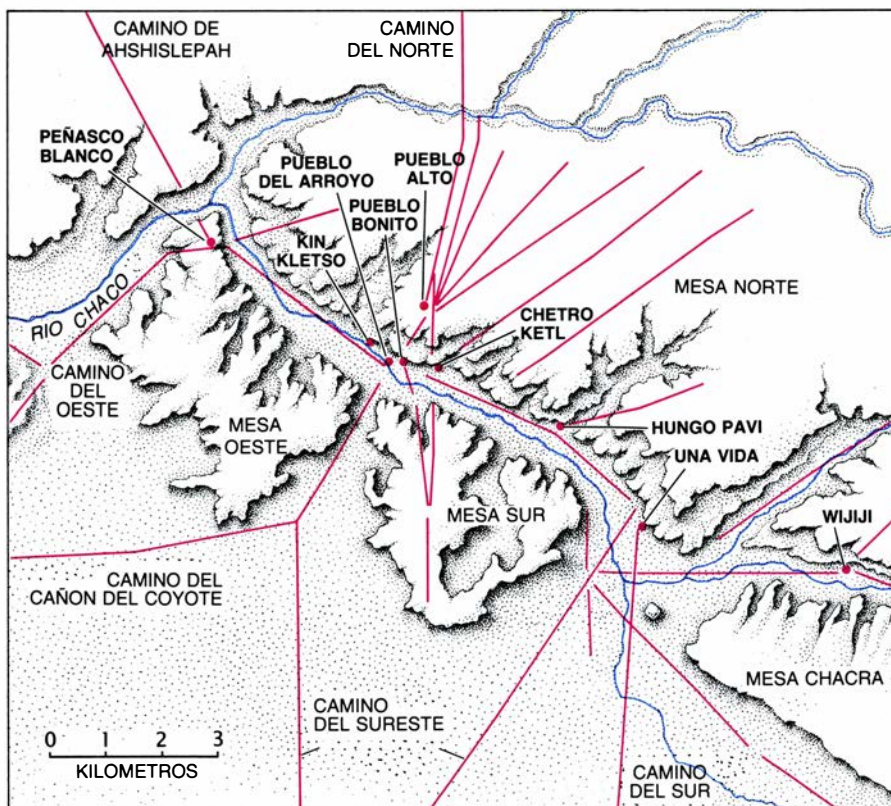 CAMINO DE
AHSHISLEPAH
CAMINO
DEL NORTE
PEÑASCO
BLANCO
PUEBLO
DEL ARROYO
PUEBLO
ALTO
PUEBLO
BONITO
KIN
KLETSO
MESA NORTE
RIO CHACO
CHETRO
KETL
CAMINO
DEL
OESTE
MESA
OESTE
HUNGO PAVI
UNA VIDA
MESA SUR
WIJIJI
CAMINO DEL
CAÑON DEL COYOTE
MESA CHACRA
CAMINO
DEL SURESTE
0 1 2 3
KILOMETROS
CAMINO
DEL SUR